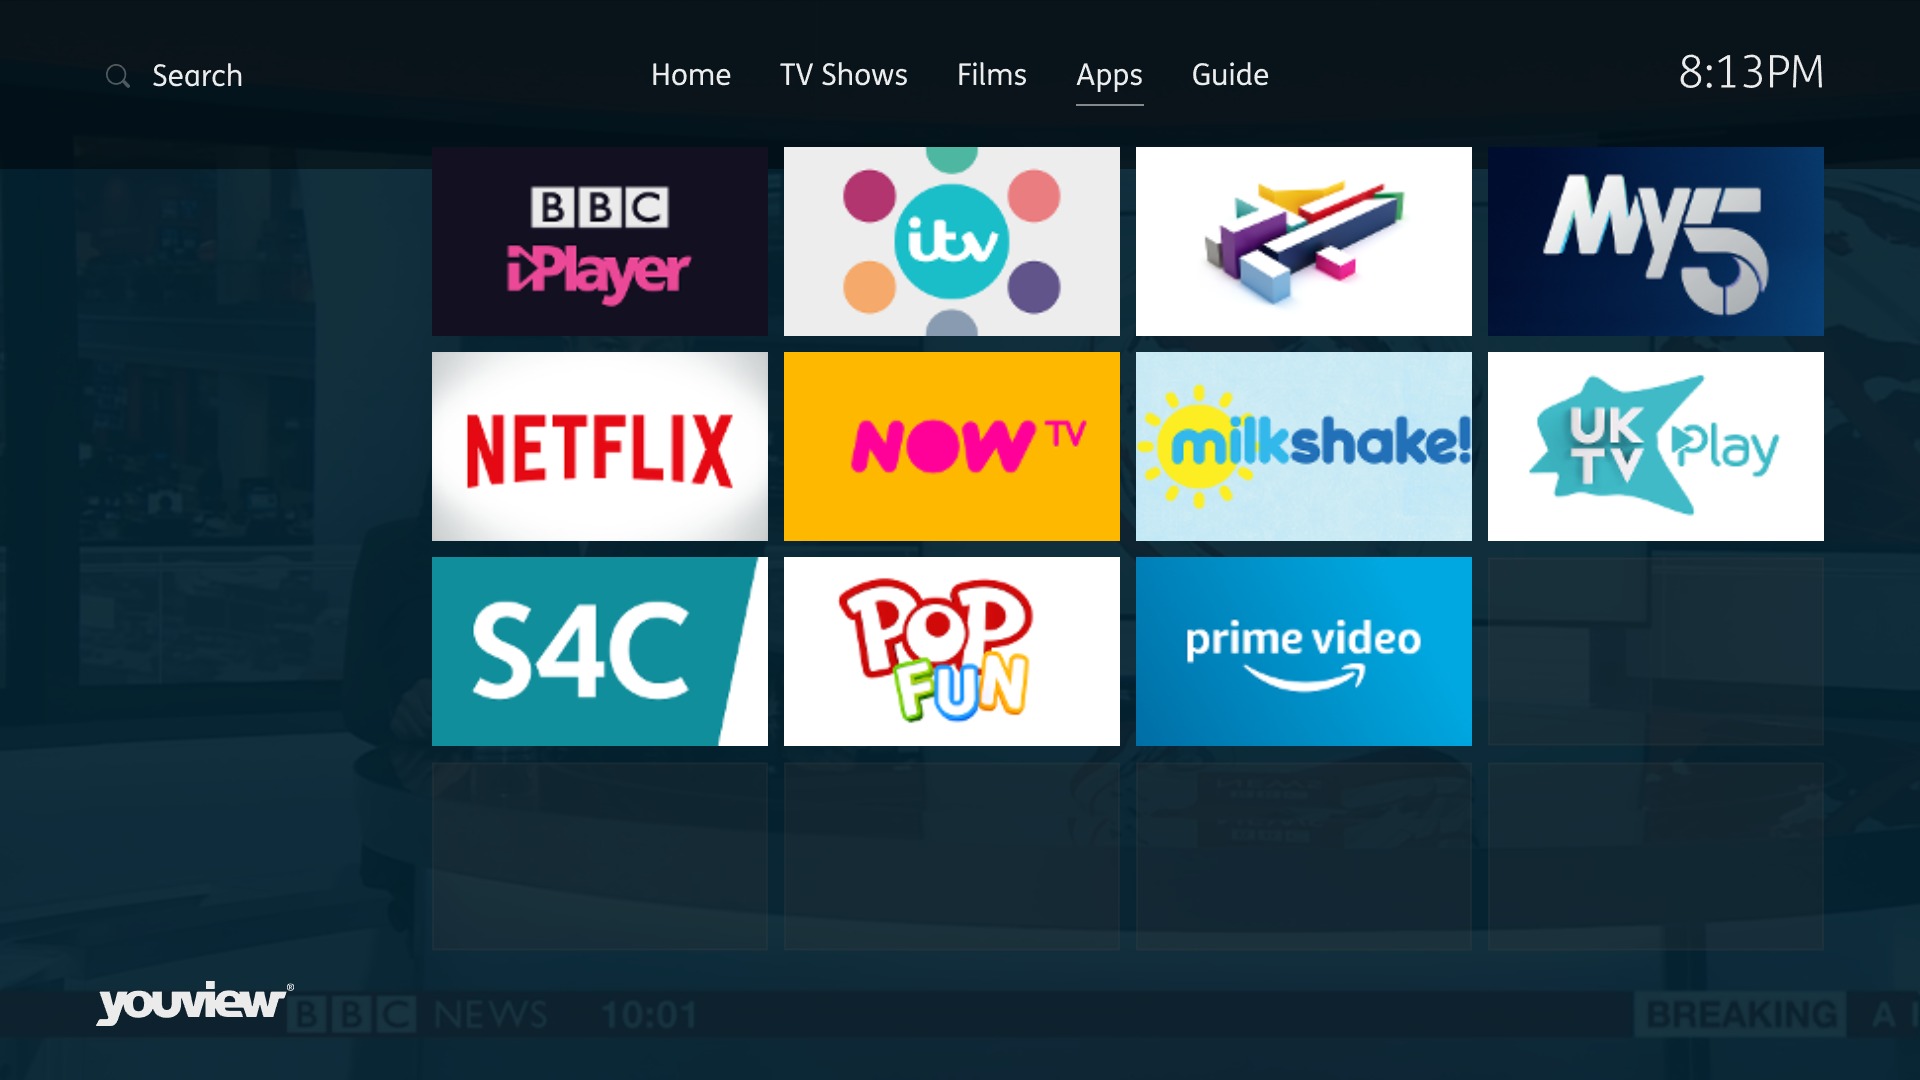 Search
Home
TV Shows
Films
Apps
Guide
8:13PM
BBC
iPlayer
itv
My5
NETFLIX
NOW TV
milkshake!
UK
TV
Play
S4C
POP
FUN
prime video
youview®
BBC NEWS 10:01
BREAKING A